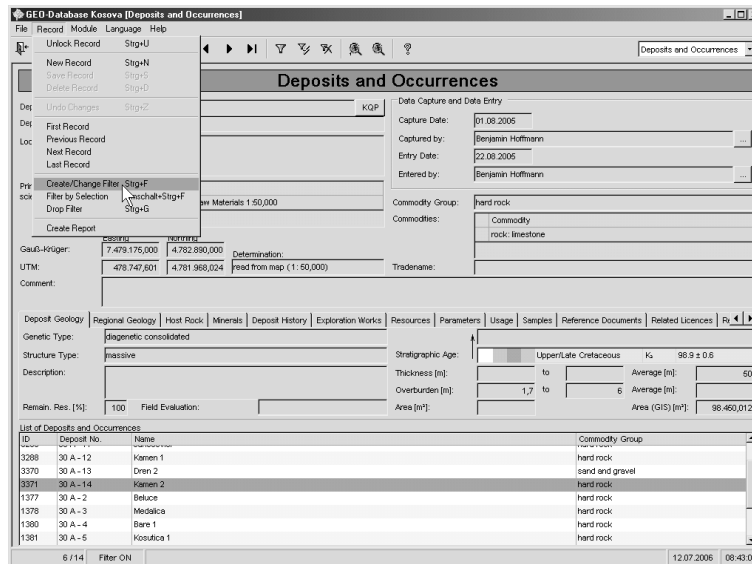 GEO-Database Kosova [Deposits and Occurrences]
File Record Module Language Help
Unlock Record Strg+U
New Record Strg+N
Save Record Strg+S
Delete Record Strg+D
Undo Changes Strg+Z
First Record
Previous Record
Next Record
Last Record
Create/Change Filter Strg+F
Filter by Selection
Drop Filter Strg+G
Create Report
Deposits and Occurrences
Deposits and Occurrences
KQP
Data Capture and Data Entry
Capture Date: 01.08.2005
Captured by: Benjamin Hoffmann ...
Entry Date: 22.08.2005
Entered by: Benjamin Hoffmann ...
Materials 1:50,000
Commodity Group: hard rock
Commodities: Commodity
rock: limestone
Easting Northing
Gauß-Krüger: 7.479.175,000 4.782.890,000
Determination:
UTM: 478.747,601 4.781.968,024 read from map (1: 50,000) Tradename:
Comment:
Deposit Geology Regional Geology Host Rock Minerals Deposit History Exploration Works Resources Parameters Usage Samples Reference Documents Related Licences
Genetic Type: diagenetic consolidated
Structure Type: massive Stratigraphic Age: Upper/Late Cretaceous K₂ 98.9 ± 0.6
Description: Thickness [m]: to Average [m]: 50
Overburden [m]: 1,7 to 6 Average [m]:
Remain. Res. [%]: 100 Field Evaluation: Area [m²]: Area (GIS) [m²]: 98.450,012
List of Deposits and Occurrences
ID Deposit No. Name Commodity Group
3288 30 A - 12 Kamen 1 hard rock
3370 30 A - 13 Dren 2 sand and gravel
3371 30 A - 14 Kamen 2 hard rock
1377 30 A - 2 Beluce hard rock
1378 30 A - 3 Medalica hard rock
1380 30 A - 4 Bare 1 hard rock
1381 30 A - 5 Kosutica 1 hard rock
6 / 14 Filter ON 12.07.2006 08:43:0